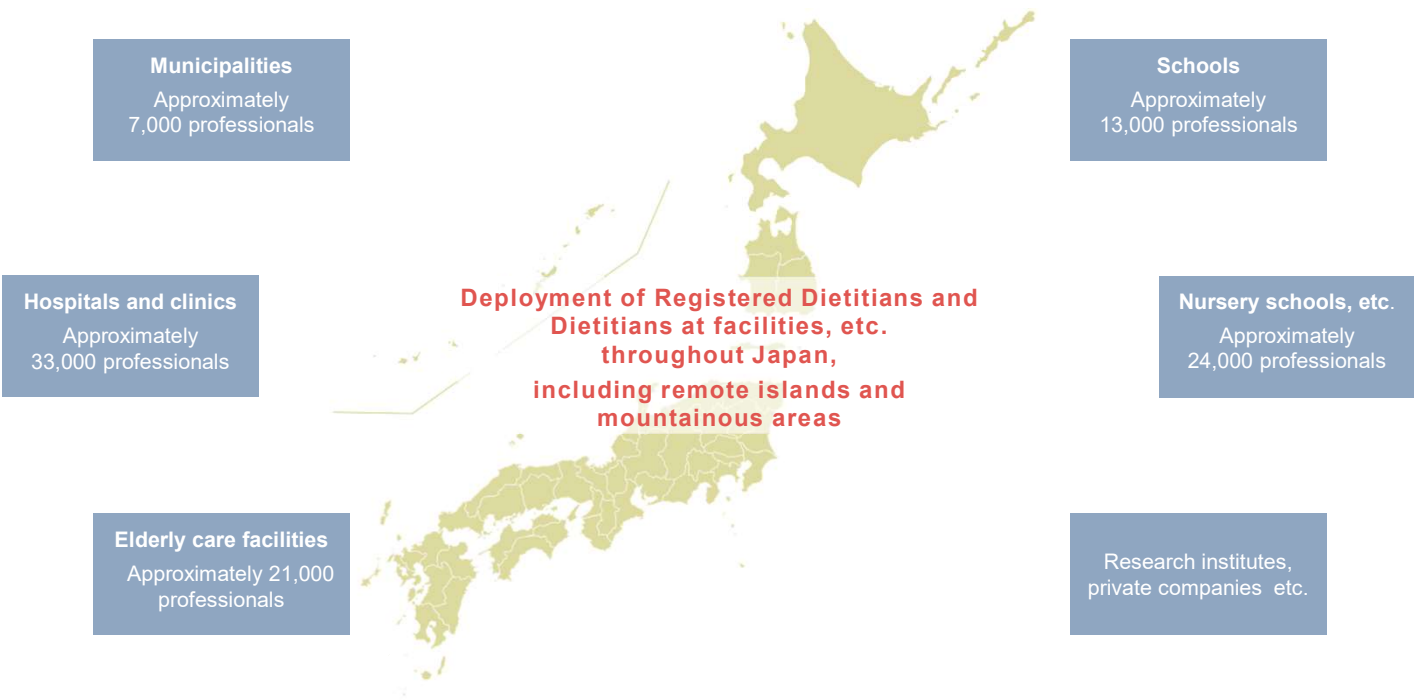 Municipalities
Approximately
7,000 professionals
Schools
Approximately
13,000 professionals
Hospitals and clinics
Approximately
33,000 professionals
Deployment of Registered Dietitians and
Dietitians at facilities, etc.
throughout Japan,
including remote islands and
mountainous areas
Nursery schools, etc.
Approximately
24,000 professionals
Elderly care facilities
Approximately 21,000
professionals
Research institutes,
private companies etc.